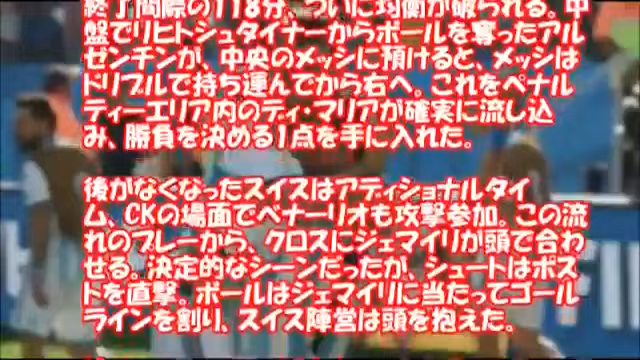 終了間際の118分、ついに均衡が破られる。中
盤でリヒトシュタイナーからボールを奪ったアル
ゼンチンが、中央のメッシに預けると、メッシは
ドリブルで持ち運んでから右へ。これをペナル
ティーエリア内のディ・マリアが確実に流し込
み、勝負を決める1点を手に入れた。
後がなくなったスイスはアディショナルタイ
ム、CKの場面でベナーリオも攻撃参加。この流
れのプレーから、クロスにジェマイリが頭で合わ
せる。決定的なシーンだったが、シュートはポス
トを直撃。ボールはジェマイリに当たってゴール
ラインを割り、スイス陣営は頭を抱えた。